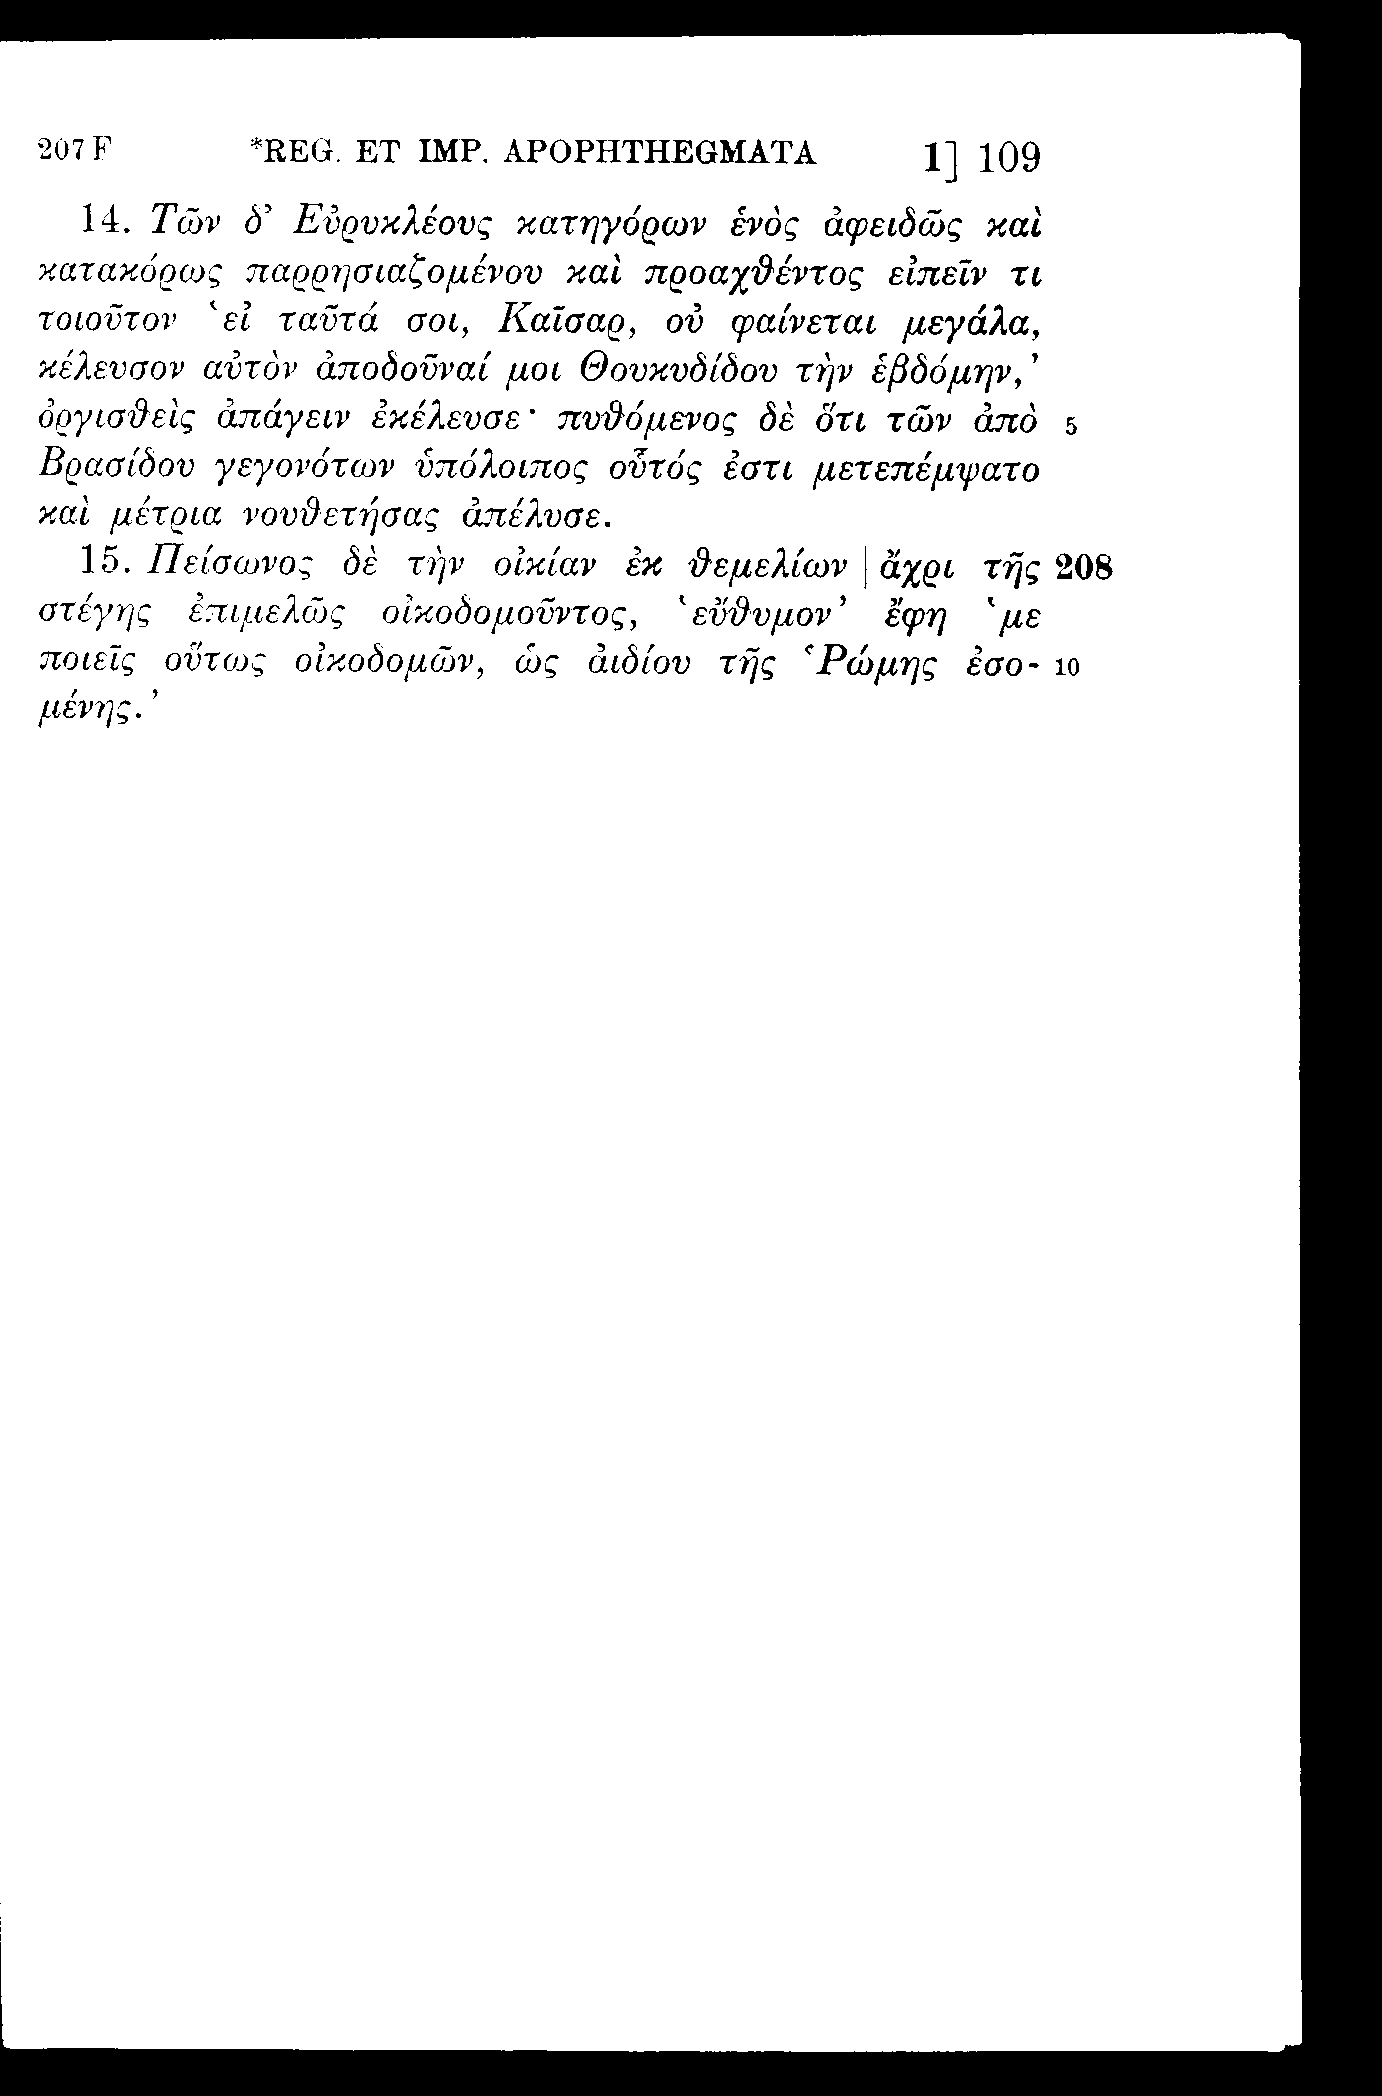 207 F *REG. ET IMP. APOPHTHEGMATA 1] 109
14. Τῶν δ’ Εὐρυκλέους κατηγόρων ἑνὸς ἀφειδῶς καὶ
κατακόρως παρρησιαζομένου καὶ προαχθέντος εἰπεῖν τι
τοιοῦτον ‘εἰ ταῦτά σοι, Καῖσαρ, οὐ φαίνεται μεγάλα,
κέλευσον αὐτὸν ἀποδοῦναί μοι Θουκυδίδου τὴν ἑβδόμην,’
ὀργισθεὶς ἀπάγειν ἐκέλευσε· πυθόμενος δὲ ὅτι τῶν ἀπὸ 5
Βρασίδου γεγονότων ὑπόλοιπος οὗτός ἐστι μετεπέμψατο
καὶ μέτρια νουθετήσας ἀπέλυσε.
15. Πείσωνος δὲ τὴν οἰκίαν ἐκ θεμελίων | ἄχρι τῆς 208
στέγης ἐπιμελῶς οἰκοδομοῦντος, ‘εὔθυμον’ ἔφη ‘με
ποιεῖς οὕτως οἰκοδομῶν, ὡς ἀιδίου τῆς Ῥώμης ἐσο- 10
μένης.’